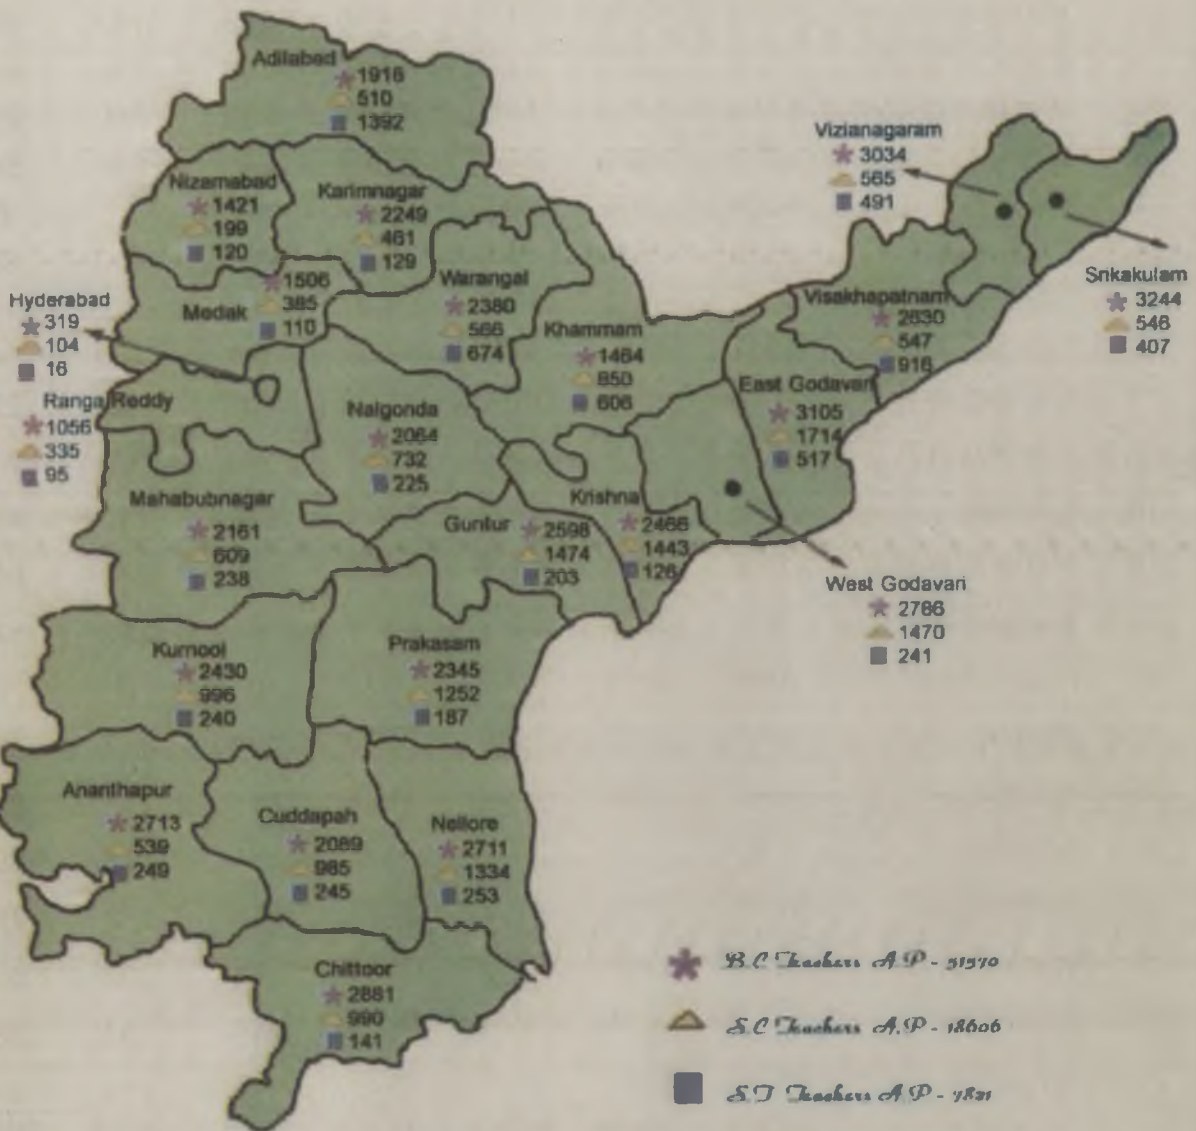 Adilabad
1918
510
1392
Nizamabad
1421
199
120
Karimnagar
2249
461
129
Vizianagaram
3034
565
491
Srikakulam
3244
546
407
Medak
1506
385
110
Warangal
2380
566
674
Hyderabad
319
104
16
Khammam
1464
850
606
Visakhapatnam
2630
547
916
East Godavari
3105
1714
517
Ranga Reddy
1056
335
95
Nalgonda
2064
732
225
Mahabubnagar
2161
609
238
Guntur
2598
1474
203
Krishna
2466
1443
126
West Godavari
2786
1470
241
Kurnool
2430
996
240
Prakasam
2345
1252
187
Ananthapur
2713
539
249
Cuddapah
2089
985
245
Nellore
2711
1334
253
Chittoor
2881
990
141
B.C Teachers A.P - 51570
S.C Teachers A.P - 18606
S.T Teachers A.P - 7821